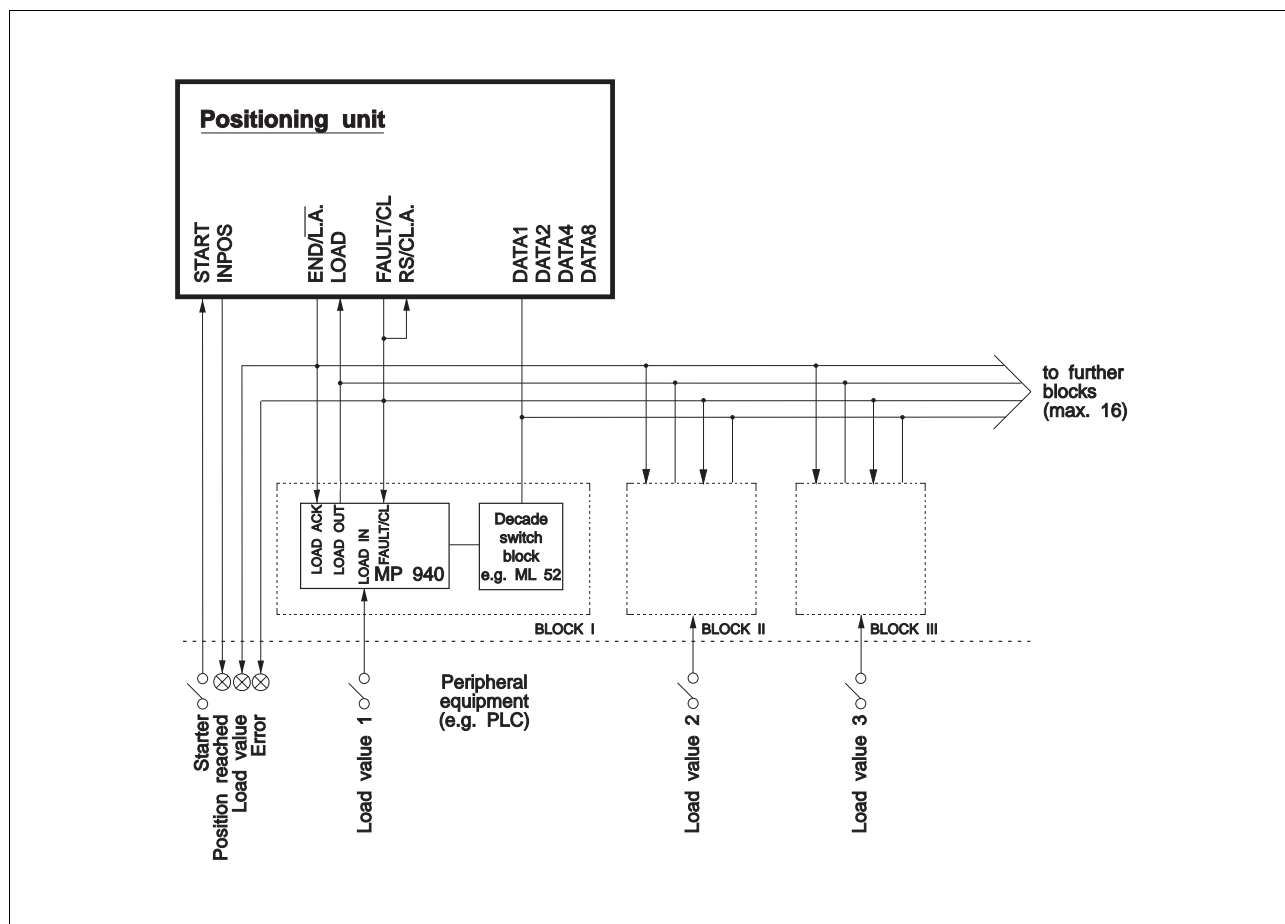 Positioning unit
START
INPOS
END/L.A.
LOAD
FAULT/CL
RS/CL.A.
DATA1
DATA2
DATA4
DATA8
to further
blocks
(max. 16)
LOAD ACK
LOAD OUT
LOAD IN
FAULT/CL
MP 940
Decade
switch
block
e.g. ML 52
BLOCK I
BLOCK II
BLOCK III
Peripheral
equipment
(e.g. PLC)
Starter
Position reached
Load value
Error
Load value 1
Load value 2
Load value 3